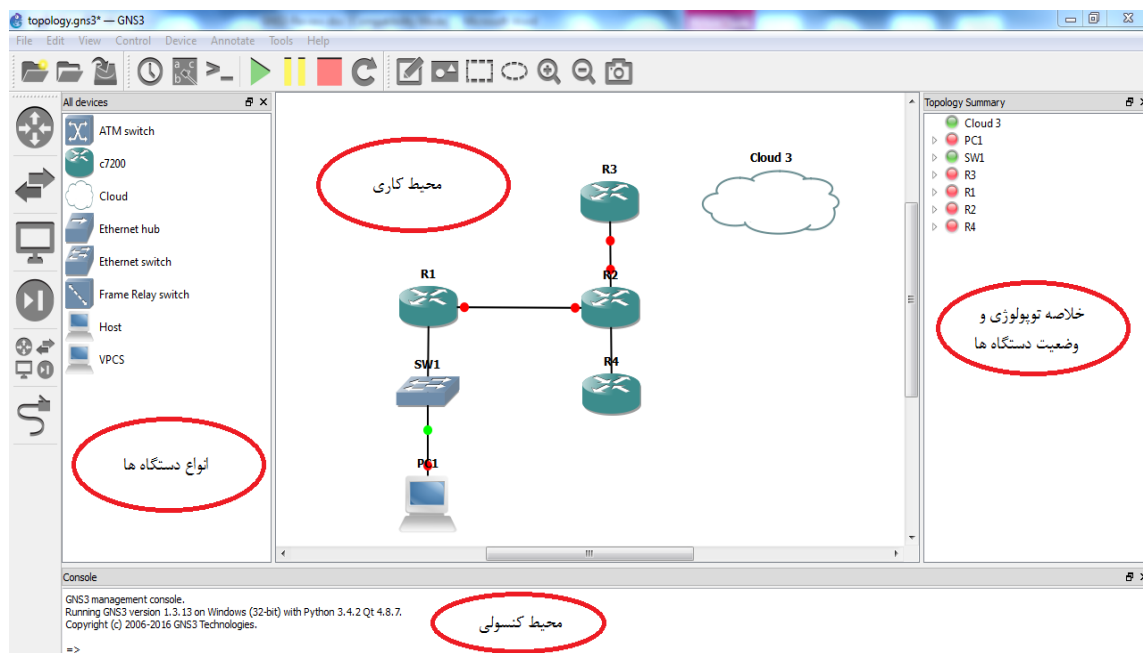 topology.gns3* — GNS3
File Edit View Control Device Annotate Tools Help
All devices
ATM switch
c7200
Cloud
Ethernet hub
Ethernet switch
Frame Relay switch
Host
VPCS
انواع دستگاه ها
محیط کاری
R3
Cloud 3
R1
R2
SW1
R4
PC1
Topology Summary
Cloud 3
PC1
SW1
R3
R1
R2
R4
خلاصه توپولوژی و
وضعیت دستگاه ها
Console
GNS3 management console.
Running GNS3 version 1.3.13 on Windows (32-bit) with Python 3.4.2 Qt 4.8.7.
Copyright (c) 2006-2016 GNS3 Technologies.
=>
محیط کنسولی